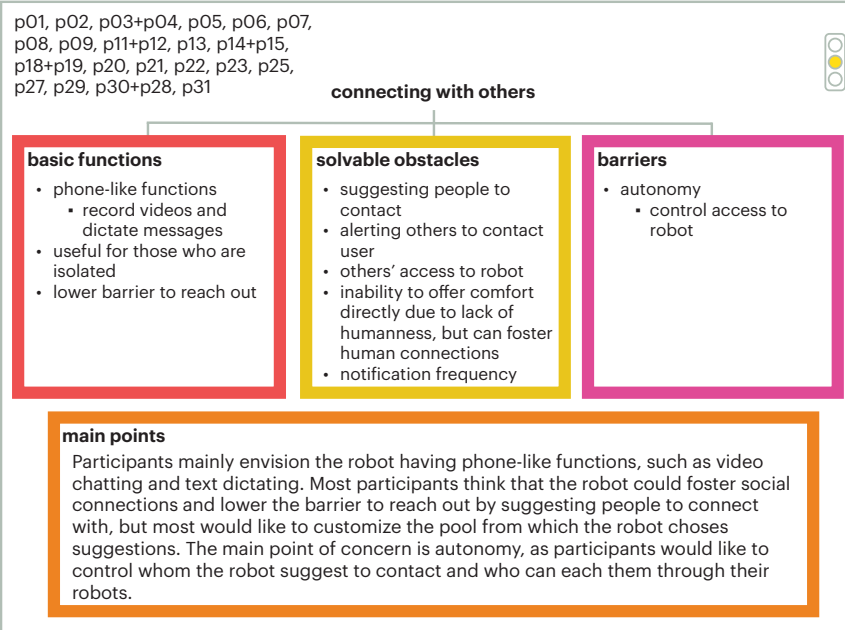 p01, p02, p03+p04, p05, p06, p07,
p08, p09, p11+p12, p13, p14+p15,
p18+p19, p20, p21, p22, p23, p25,
p27, p29, p30+p28, p31
connecting with others
basic functions
• phone-like functions
▪ record videos and
dictate messages
• useful for those who are
isolated
• lower barrier to reach out
solvable obstacles
• suggesting people to
contact
• alerting others to contact
user
• others’ access to robot
• inability to offer comfort
directly due to lack of
humanness, but can foster
human connections
• notification frequency
barriers
• autonomy
▪ control access to
robot
main points
Participants mainly envision the robot having phone-like functions, such as video
chatting and text dictating. Most participants think that the robot could foster social
connections and lower the barrier to reach out by suggesting people to connect
with, but most would like to customize the pool from which the robot choses
suggestions. The main point of concern is autonomy, as participants would like to
control whom the robot suggest to contact and who can each them through their
robots.